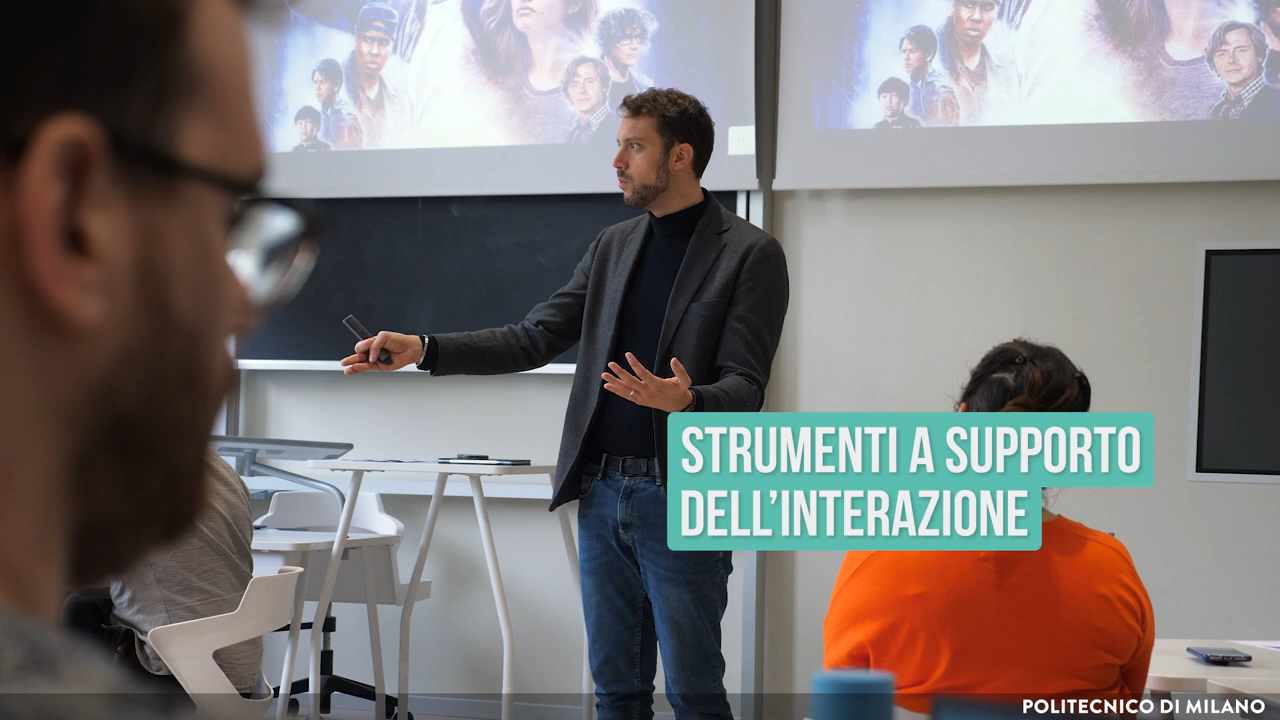 STRUMENTI A SUPPORTO
DELL'INTERAZIONE
POLITECNICO DI MILANO